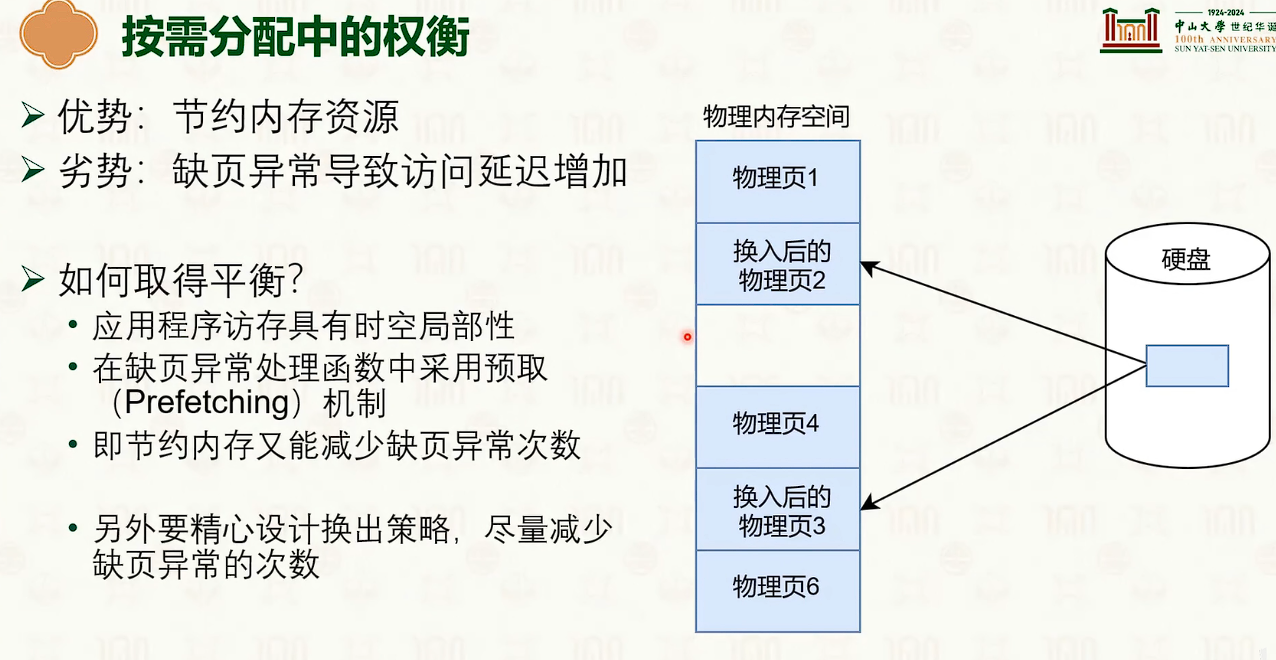 按需分配中的权衡
1924-2024
中山大學 世纪华诞
100th ANNIVERSARY
SUN YAT-SEN UNIVERSITY
优势：节约内存资源
劣势：缺页异常导致访问延迟增加
如何取得平衡？
应用程序访存具有时空局部性
在缺页异常处理函数中采用预取
（Prefetching）机制
即节约内存又能减少缺页异常次数
另外要精心设计换出策略，尽量减少
缺页异常的次数
物理内存空间
物理页1
换入后的
物理页2
物理页4
换入后的
物理页3
物理页6
硬盘